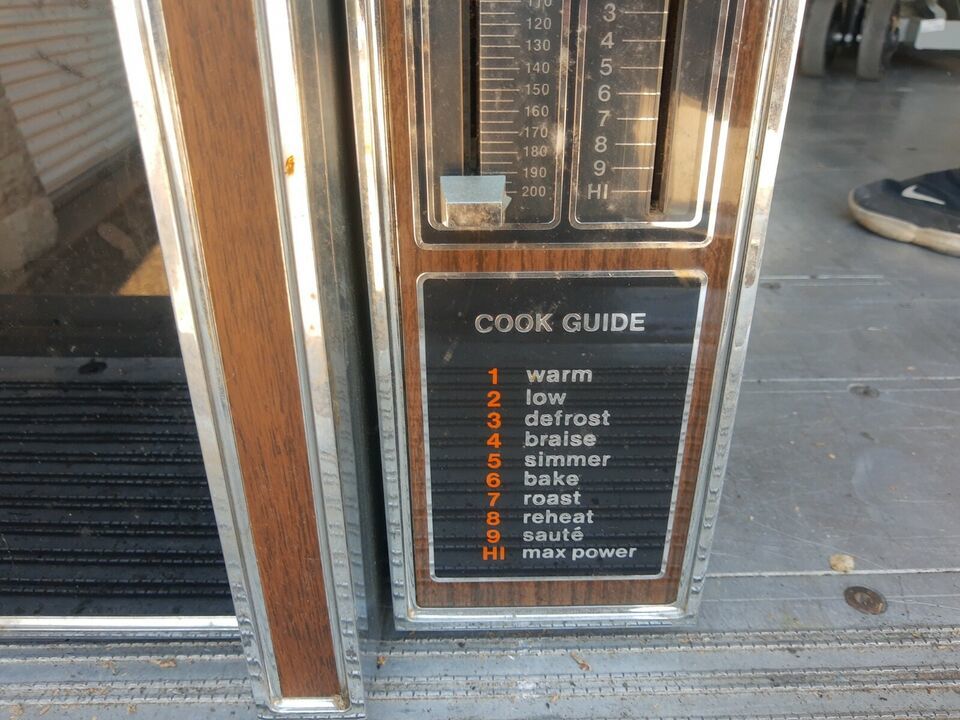 110
120
130
140
150
160
170
180
190
200
3
4
5
6
7
8
9
HI
COOK GUIDE
1 warm
2 low
3 defrost
4 braise
5 simmer
6 bake
7 roast
8 reheat
9 sauté
HI max power